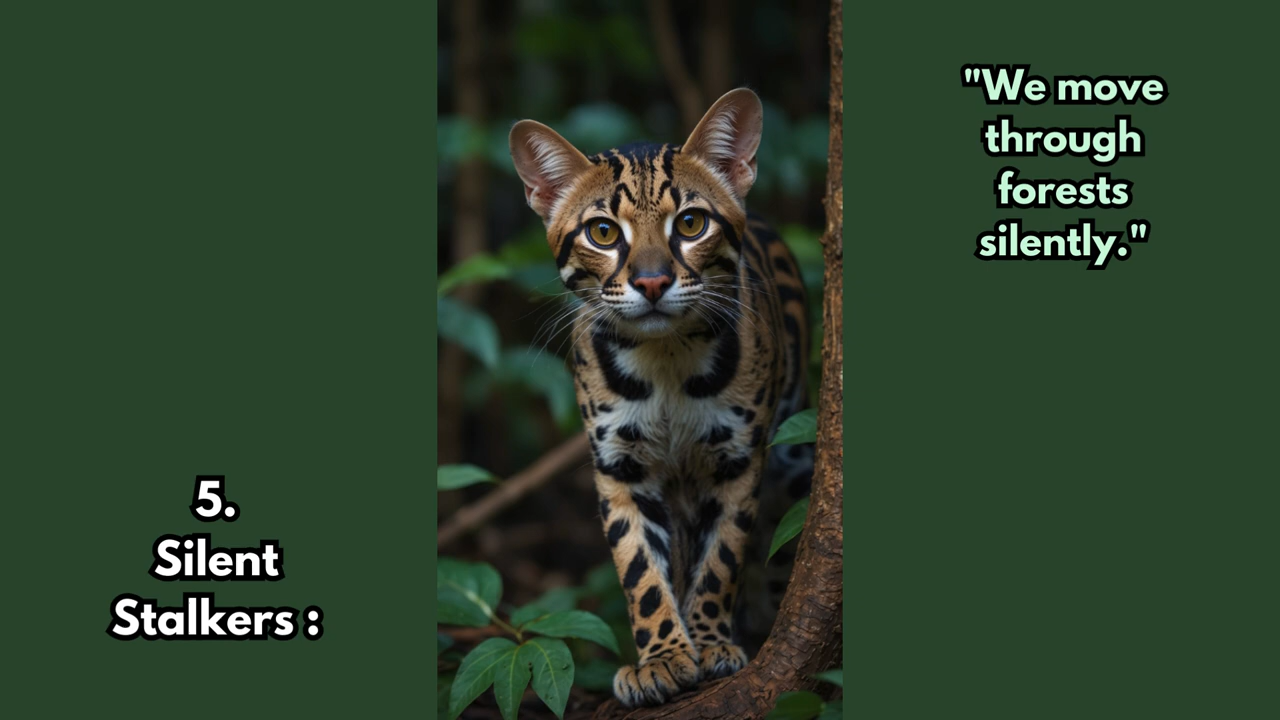 5.
Silent
Stalkers :
"We move
through
forests
silently."